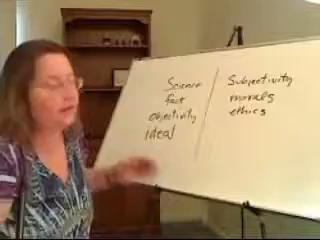 Science
fact
objectivity
ideal
Subjectivity
morals
ethics